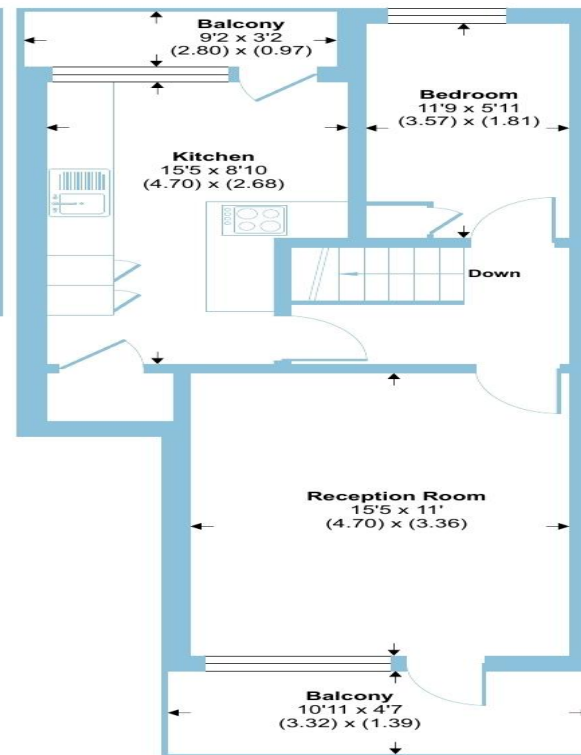 Balcony
9'2 x 3'2
(2.80) x (0.97)
Bedroom
11'9 x 5'11
(3.57) x (1.81)
Kitchen
15'5 x 8'10
(4.70) x (2.68)
Down
Reception Room
15'5 x 11'
(4.70) x (3.36)
Balcony
10'11 x 4'7
(3.32) x (1.39)